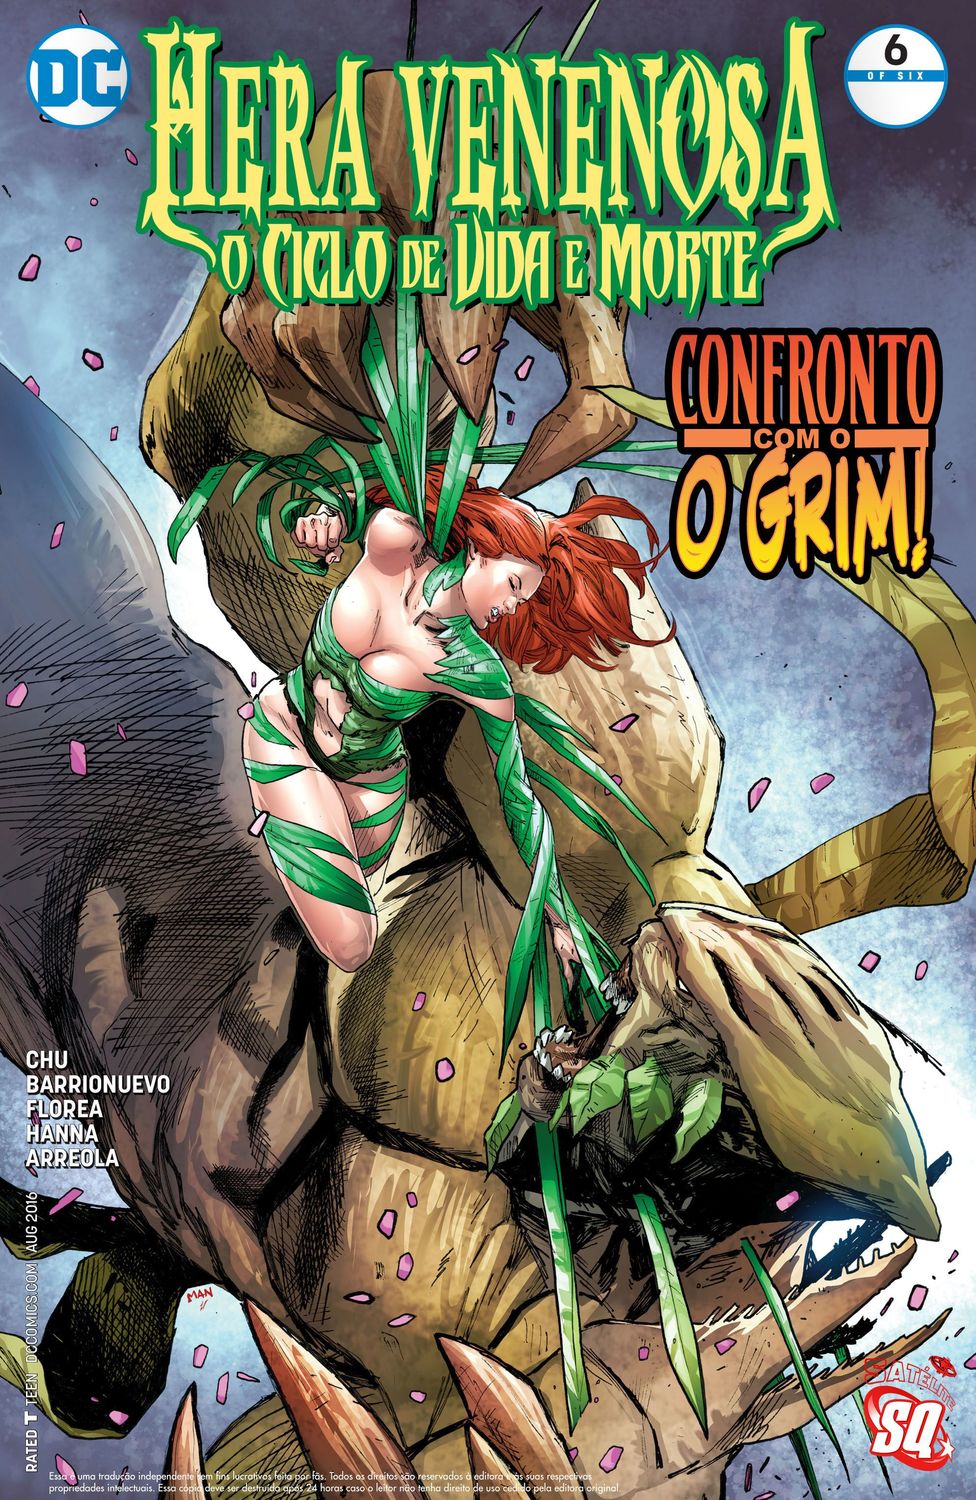 DC
6
OF SIX
HERA VENENOSA
O CICLO DE VIDA E MORTE
CONFRONTO
COM O
O GRIM!
CHU
BARRIONUEVO
FLOREA
HANNA
ARREOLA
RATED T TEEN DCCOMICS.COM AUG 2016
MAN
SATÉLITE
SQ
Essa é uma tradução independente sem fins lucrativos feita por fãs. Todos os direitos são reservados à editora e às suas respectivas
propriedades intelectuais. Essa cópia deve ser destruída após 24 horas caso o leitor não tenha direito de uso cedido pela editora original.